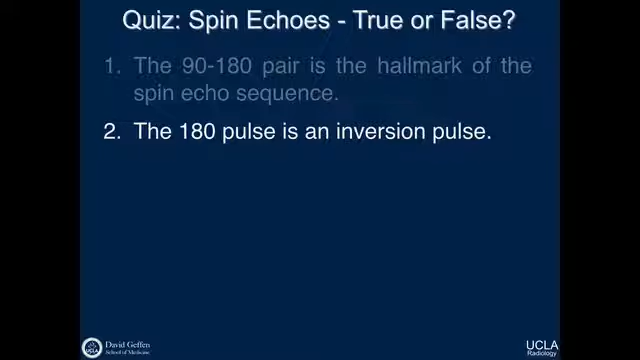 Quiz: Spin Echoes - True or False?
1. The 90-180 pair is the hallmark of the
spin echo sequence.
2. The 180 pulse is an inversion pulse.
UCLA
David Geffen
School of Medicine
UCLA
Radiology